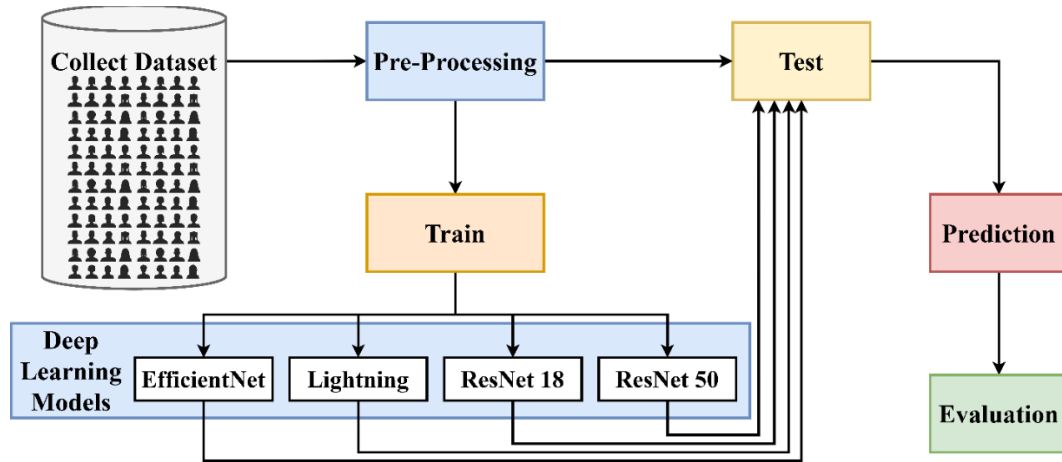 Collect Dataset
Pre-Processing
Test
Train
Prediction
Deep
Learning
Models
EfficientNet
Lightning
ResNet 18
ResNet 50
Evaluation